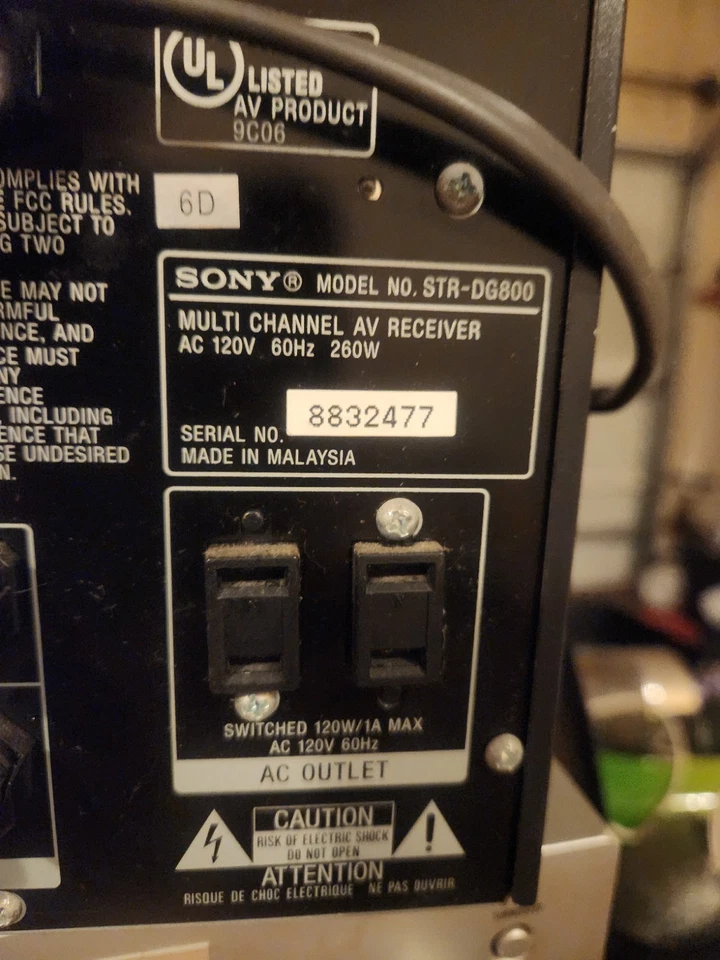 UL
LISTED
AV PRODUCT
9C06
OMPLIES WITH
FCC RULES.
SUBJECT TO
G TWO
E MAY NOT
RMFUL
NCE, AND
CE MUST
NY
ENCE
INCLUDING
ENCE THAT
SE UNDESIRED
N.
6D
SONY® MODEL NO. STR-DG800
MULTI CHANNEL AV RECEIVER
AC 120V 60Hz 260W
8832477
SERIAL NO.
MADE IN MALAYSIA
SWITCHED 120W/1A MAX
AC 120V 60Hz
AC OUTLET
CAUTION
RISK OF ELECTRIC SHOCK
DO NOT OPEN
ATTENTION
RISQUE DE CHOC ELECTRIQUE NE PAS OUVRIR